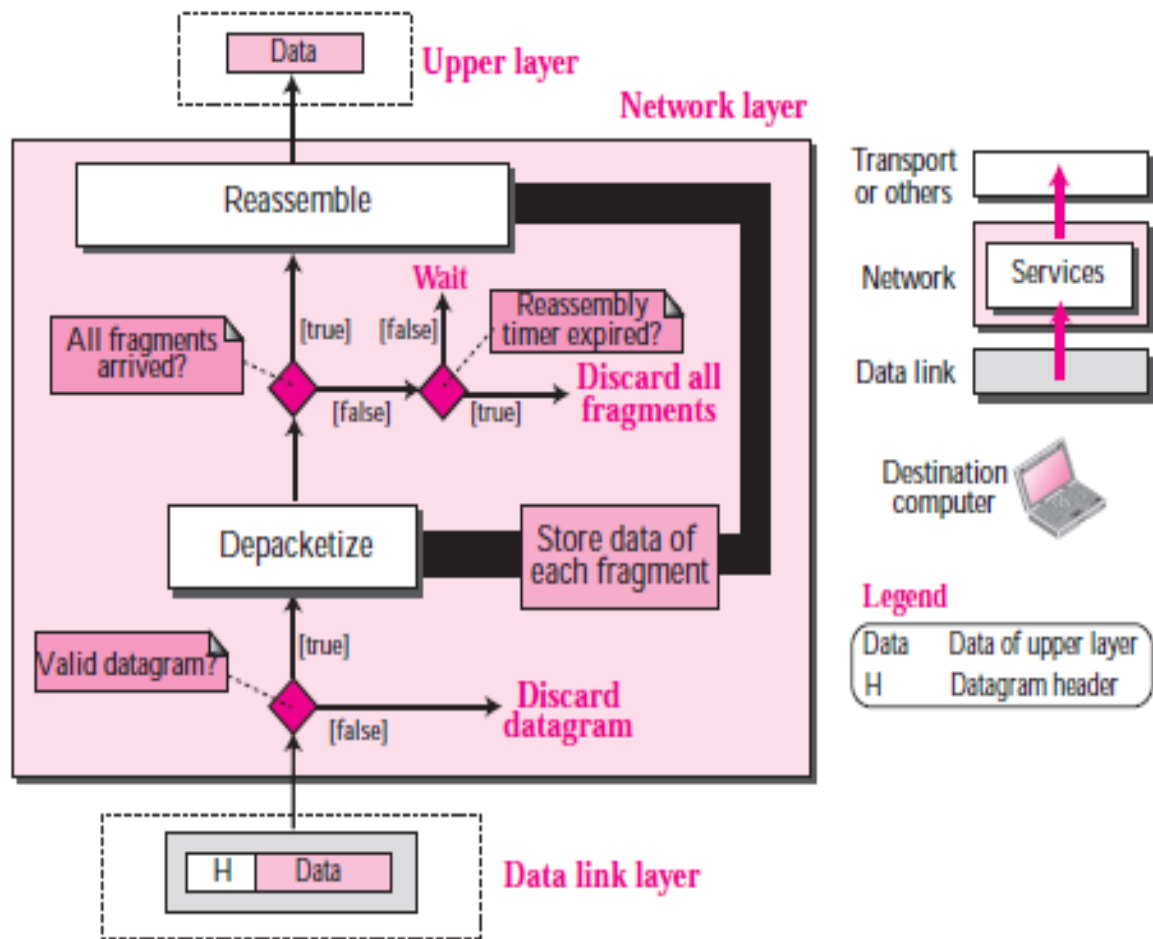 Data
Upper layer
Network layer
Reassemble
Wait
Reassembly
timer expired?
All fragments
arrived?
[true]
[false]
Discard all
fragments
[false]
[true]
Depacketize
Store data of
each fragment
Valid datagram?
[true]
Discard
datagram
[false]
H
Data
Data link layer
Transport
or others
Network
Services
Data link
Destination
computer
Legend
Data Data of upper layer
H Datagram header